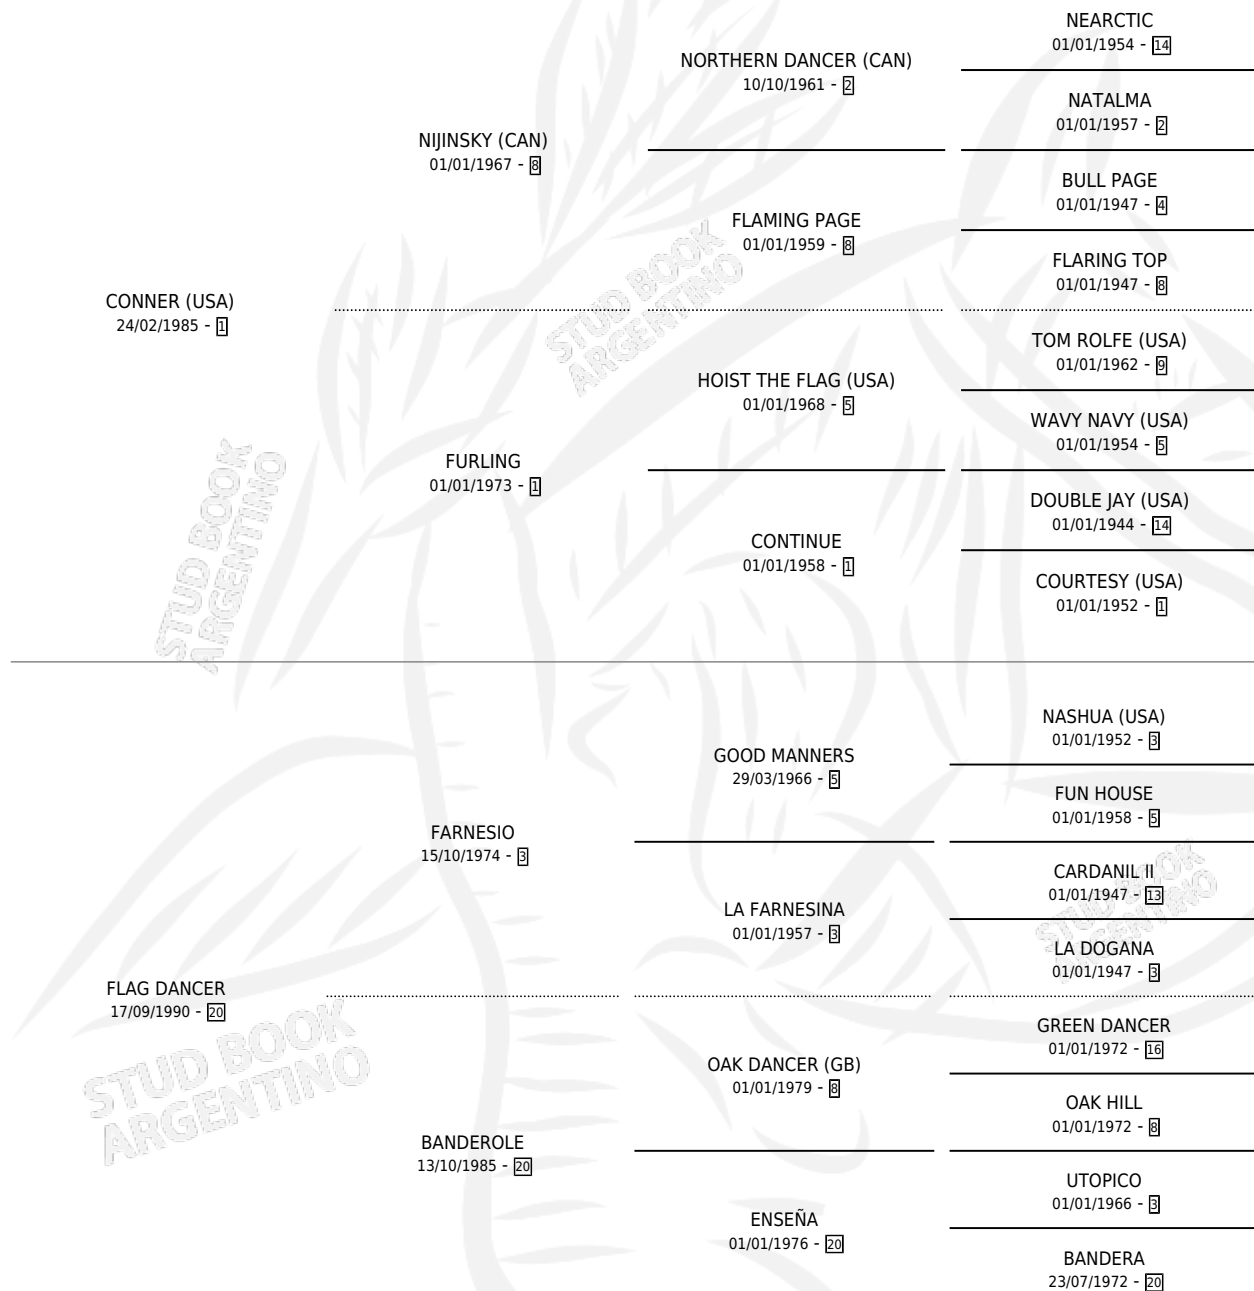 CONNER (USA)
24/02/1985 - 1
NIJINSKY (CAN)
01/01/1967 - 8
FURLING
01/01/1973 - 1
NORTHERN DANCER (CAN)
10/10/1961 - 2
FLAMING PAGE
01/01/1959 - 8
HOIST THE FLAG (USA)
01/01/1968 - 5
CONTINUE
01/01/1958 - 1
NEARCTIC
01/01/1954 - 14
NATALMA
01/01/1957 - 2
BULL PAGE
01/01/1947 - 4
FLARING TOP
01/01/1947 - 8
TOM ROLFE (USA)
01/01/1962 - 9
WAVY NAVY (USA)
01/01/1954 - 5
DOUBLE JAY (USA)
01/01/1944 - 14
COURTESY (USA)
01/01/1952 - 1
FLAG DANCER
17/09/1990 - 20
FARNESIO
15/10/1974 - 3
BANDEROLE
13/10/1985 - 20
GOOD MANNERS
29/03/1966 - 5
LA FARNESINA
01/01/1957 - 3
OAK DANCER (GB)
01/01/1979 - 8
ENSEÑA
01/01/1976 - 20
NASHUA (USA)
01/01/1952 - 3
FUN HOUSE
01/01/1958 - 5
CARDANIL II
01/01/1947 - 13
LA DOGANA
01/01/1947 - 3
GREEN DANCER
01/01/1972 - 16
OAK HILL
01/01/1972 - 8
UTOPICO
01/01/1966 - 3
BANDERA
23/07/1972 - 20
STUD BOOK
ARGENTINO
STUD BOOK
ARGENTINO
STUD BOOK
ARGENTINO
STUD BOOK
ARGENTINO